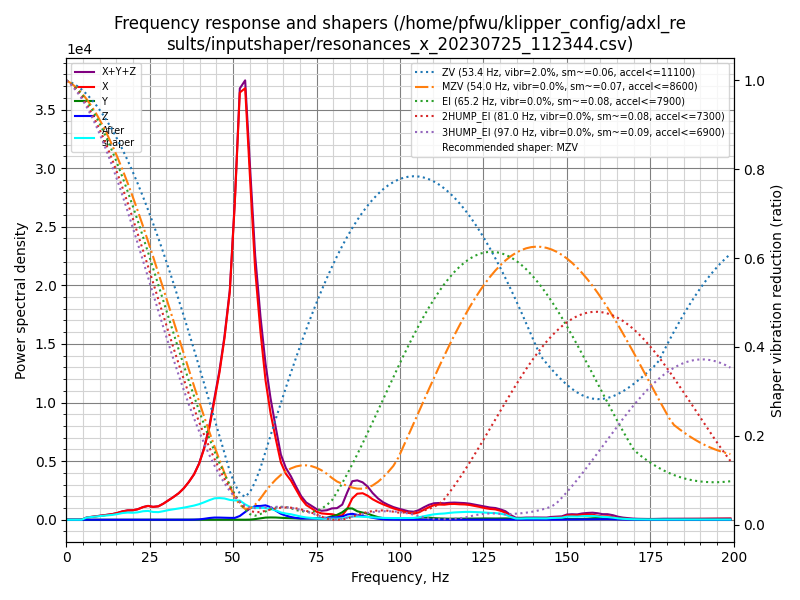 Frequency response and shapers (/home/pfwu/klipper_config/adxl_re
sults/inputshaper/resonances_x_20230725_112344.csv)
1e4
X+Y+Z
X
Y
Z
After
shaper
ZV (53.4 Hz, vibr=2.0%, sm~=0.06, accel<=11100)
MZV (54.0 Hz, vibr=0.0%, sm~=0.07, accel<=8600)
EI (65.2 Hz, vibr=0.0%, sm~=0.08, accel<=7900)
2HUMP_EI (81.0 Hz, vibr=0.0%, sm~=0.08, accel<=7300)
3HUMP_EI (97.0 Hz, vibr=0.0%, sm~=0.09, accel<=6900)
Recommended shaper: MZV
Power spectral density
3.5
3.0
2.5
2.0
1.5
1.0
0.5
0.0
1.0
0.8
0.6
0.4
0.2
0.0
Shaper vibration reduction (ratio)
0 25 50 75 100 125 150 175 200
Frequency, Hz